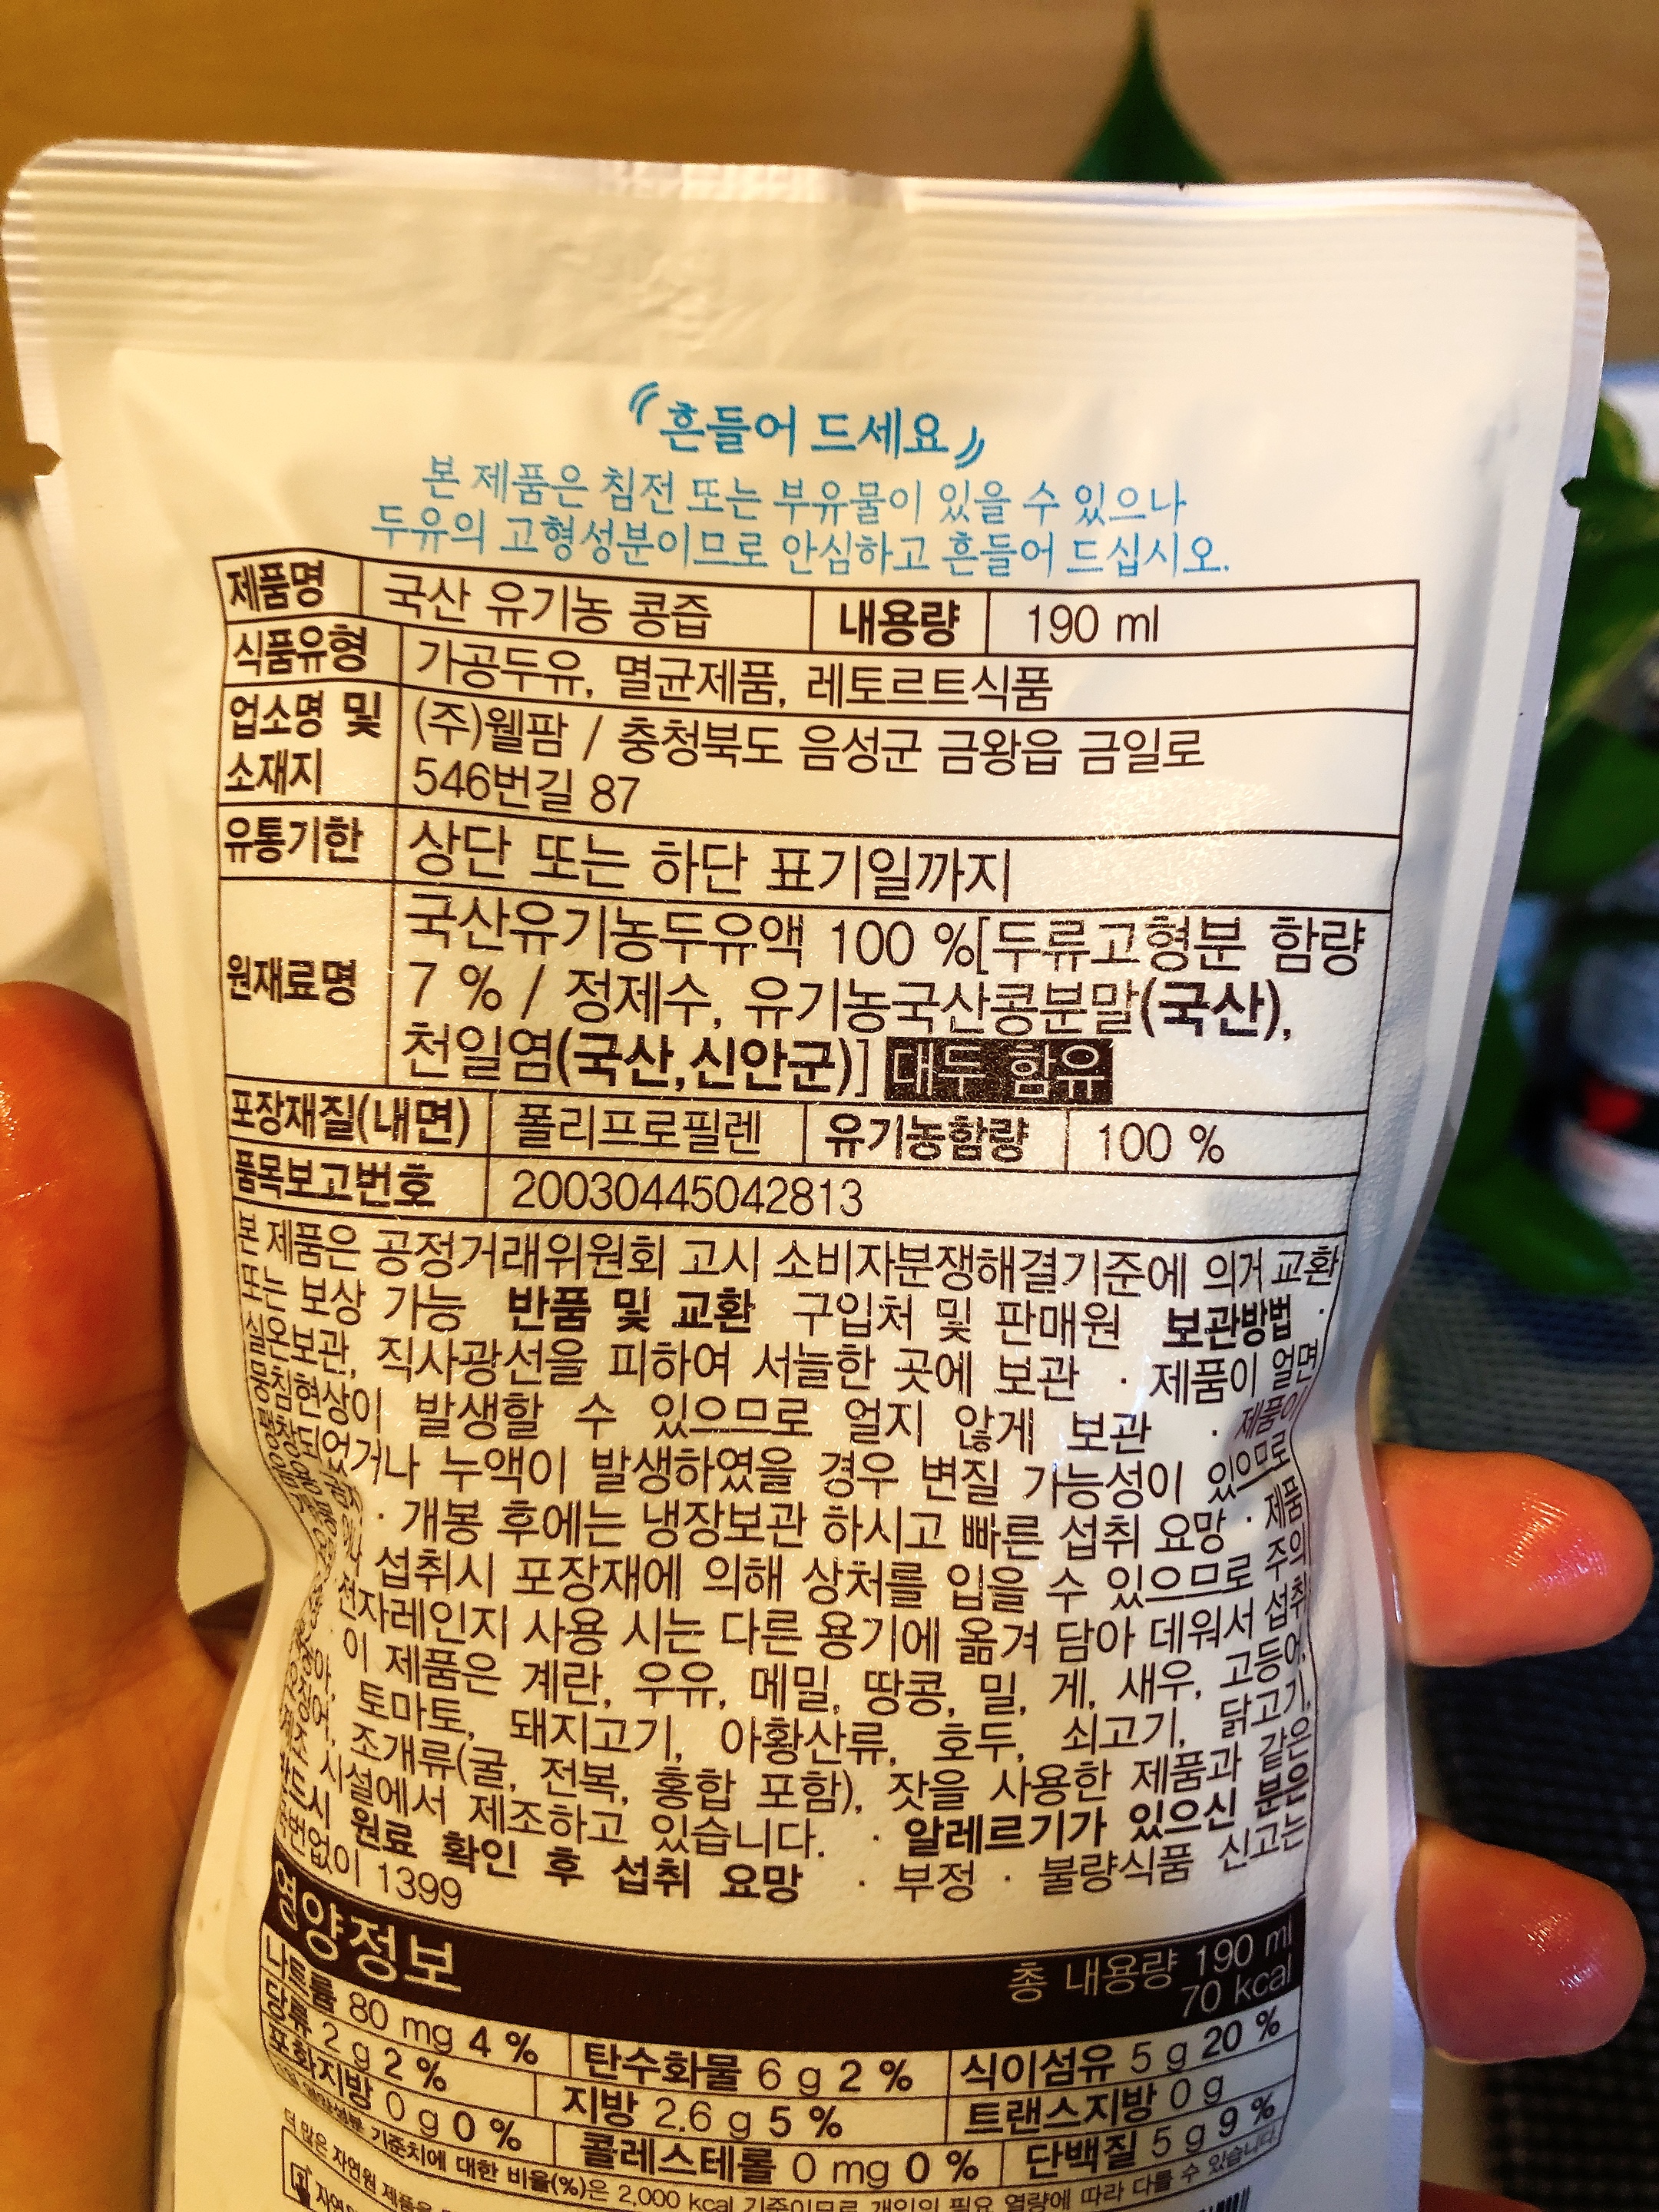 흔들어 드세요
본 제품은 침전 또는 부유물이 있을 수 있으나
두유의 고형성분이므로 안심하고 흔들어 드십시오.
제품명 국산 유기농 콩즙 내용량 190 ml
식품유형 가공두유, 멸균제품, 레토르트식품
업소명 및 (주)웰팜 / 충청북도 음성군 금왕읍 금일로
소재지 546번길 87
유통기한 상단 또는 하단 표기일까지
국산유기농두유액 100 %[두류고형분 함량
원재료명 7 % / 정제수, 유기농국산콩분말(국산),
천일염(국산,신안군)] 대두 함유
포장재질(내면) 폴리프로필렌 유기농함량 100 %
품목보고번호 20030445042813
본 제품은 공정거래위원회 고시 소비자분쟁해결기준에 의거 교환
또는 보상 가능 반품 및 교환 구입처 및 판매원 보관방법 ·
실온보관, 직사광선을 피하여 서늘한 곳에 보관 · 제품이 얼면
뭉침현상이 발생할 수 있으므로 얼지 않게 보관 · 제품이
되었거나 누액이 발생하였을 경우 변질 가능성이 있으므로
· 개봉 후에는 냉장보관 하시고 빠른 섭취 요망 · 제품
섭취시 포장재에 의해 상처를 입을 수 있으므로 주의
전자레인지 사용 시는 다른 용기에 옮겨 담아 데워서 섭취
이 제품은 계란, 우유, 메밀, 땅콩, 밀, 게, 새우, 고등어,
토마토, 돼지고기, 아황산류, 호두, 쇠고기, 닭고기,
조개류(굴, 전복, 홍합 포함), 잣을 사용한 제품과 같은
시설에서 제조하고 있습니다. · 알레르기가 있으신 분은
반드시 원료 확인 후 섭취 요망 · 부정 · 불량식품 신고는
국번없이 1399
영양정보 총 내용량 190 ml
70 kcal
나트륨 80 mg 4 % 탄수화물 6 g 2 % 식이섬유 5 g 20 %
당류 2 g 2 % 지방 2.6 g 5 % 트랜스지방 0 g
포화지방 0 g 0 % 콜레스테롤 0 mg 0 % 단백질 5 g 9 %
기준치에 대한 비율(%)은 2,000 kcal 기준이므로 개인의 필요 열량에 따라 다를 수 있습니다.
더 많은 자연원 제품을